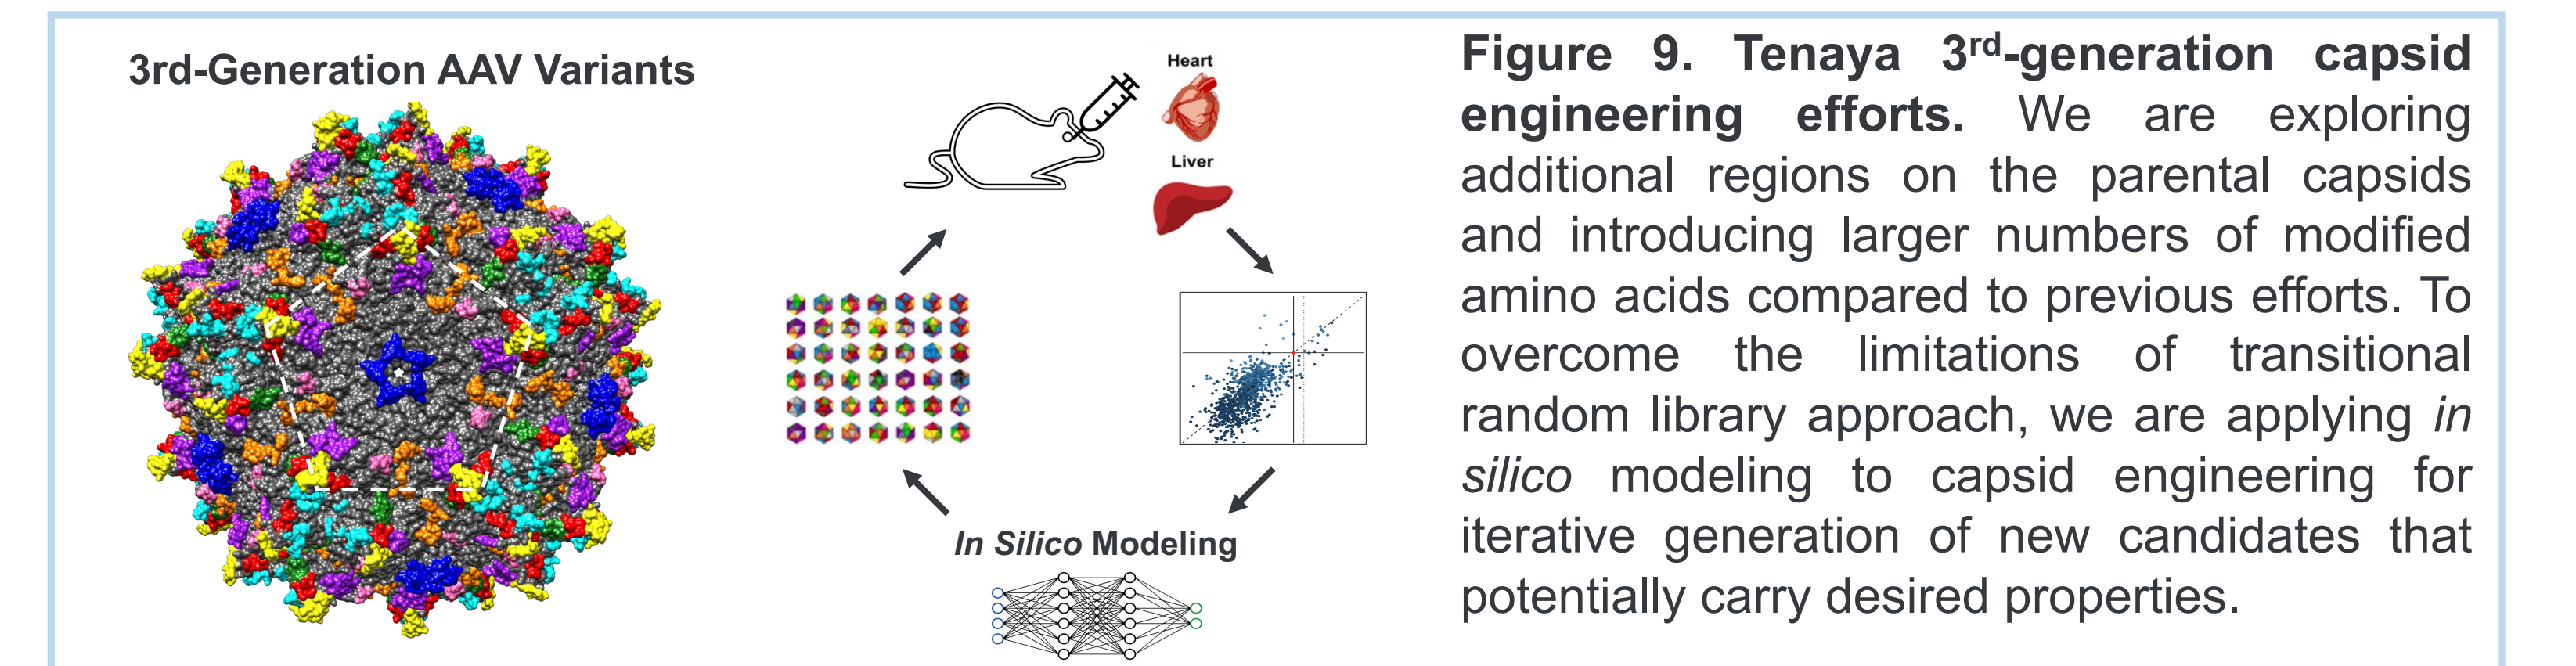 3rd-Generation AAV Variants
Heart
Liver
In Silico Modeling
Figure 9. Tenaya 3rd-generation capsid
engineering efforts. We are exploring
additional regions on the parental capsids
and introducing larger numbers of modified
amino acids compared to previous efforts. To
overcome the limitations of transitional
random library approach, we are applying in
silico modeling to capsid engineering for
iterative generation of new candidates that
potentially carry desired properties.